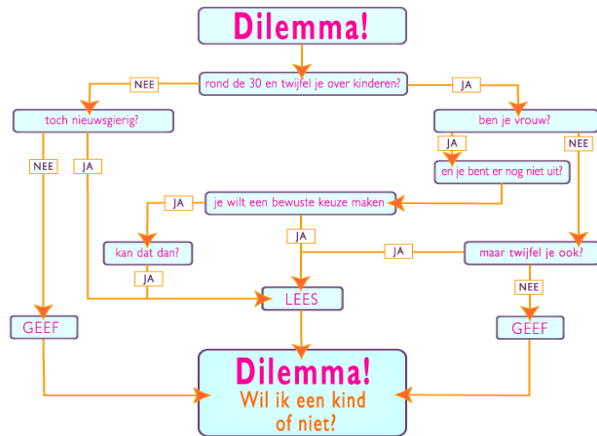 Dilemma!
NEE
rond de 30 en twijfel je over kinderen?
JA
toch nieuwsgierig?
ben je vrouw?
NEE
JA
JA
NEE
en je bent er nog niet uit?
JA
je wilt een bewuste keuze maken
JA
kan dat dan?
JA
maar twijfel je ook?
JA
NEE
LEES
GEEF
GEEF
Dilemma!
Wil ik een kind
of niet?